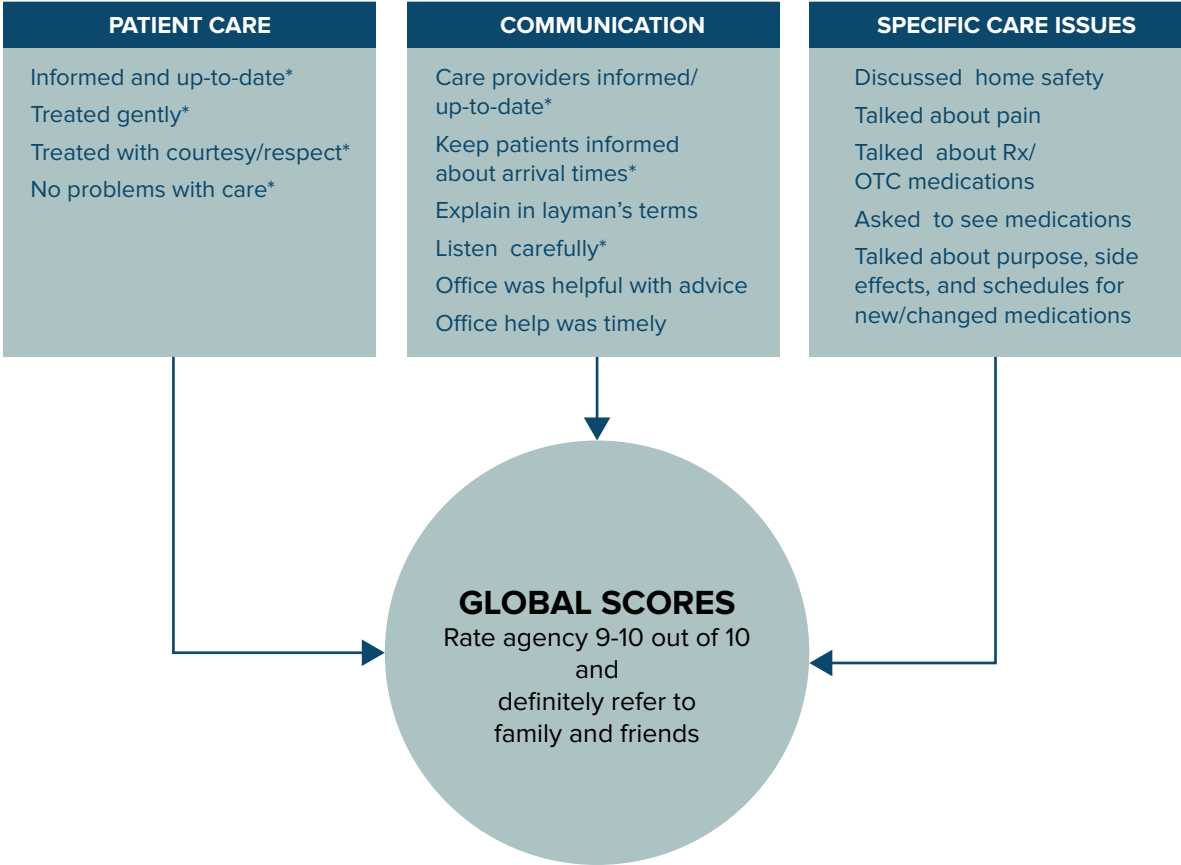 PATIENT CARE
Informed and up-to-date*
Treated gently*
Treated with courtesy/respect*
No problems with care*
COMMUNICATION
Care providers informed/
up-to-date*
Keep patients informed
about arrival times*
Explain in layman’s terms
Listen carefully*
Office was helpful with advice
Office help was timely
SPECIFIC CARE ISSUES
Discussed home safety
Talked about pain
Talked about Rx/
OTC medications
Asked to see medications
Talked about purpose, side
effects, and schedules for
new/changed medications
GLOBAL SCORES
Rate agency 9-10 out of 10
and
definitely refer to
family and friends